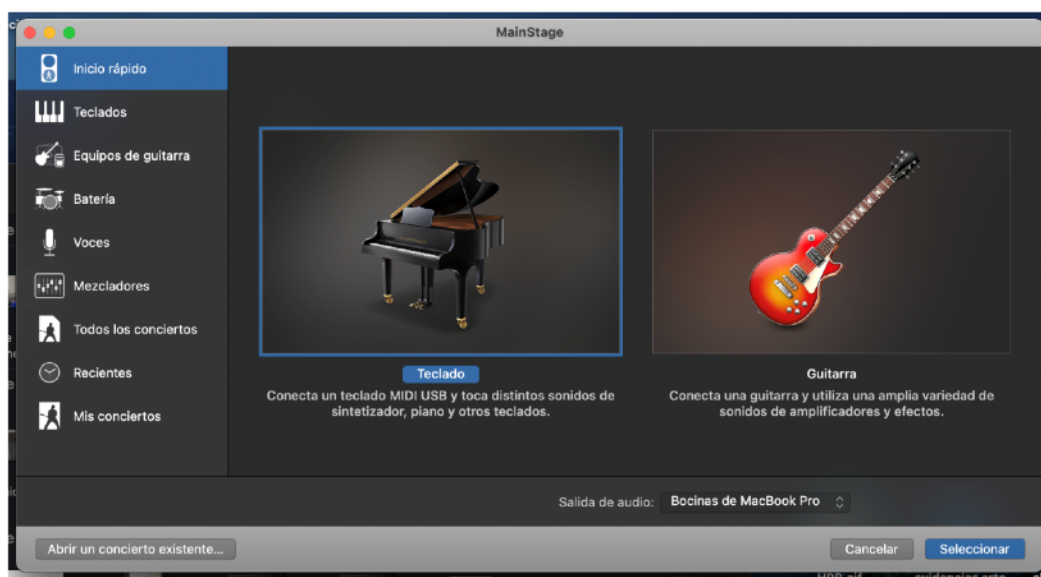 MainStage
Inicio rápido
Teclados
Equipos de guitarra
Batería
Voces
Mezcladores
Todos los conciertos
Recientes
Mis conciertos
Teclado
Conecta un teclado MIDI USB y toca distintos sonidos de
sintetizador, piano y otros teclados.
Guitarra
Conecta una guitarra y utiliza una amplia variedad de
sonidos de amplificadores y efectos.
Salida de audio: Bocinas de MacBook Pro
Abrir un concierto existente...
Cancelar
Seleccionar